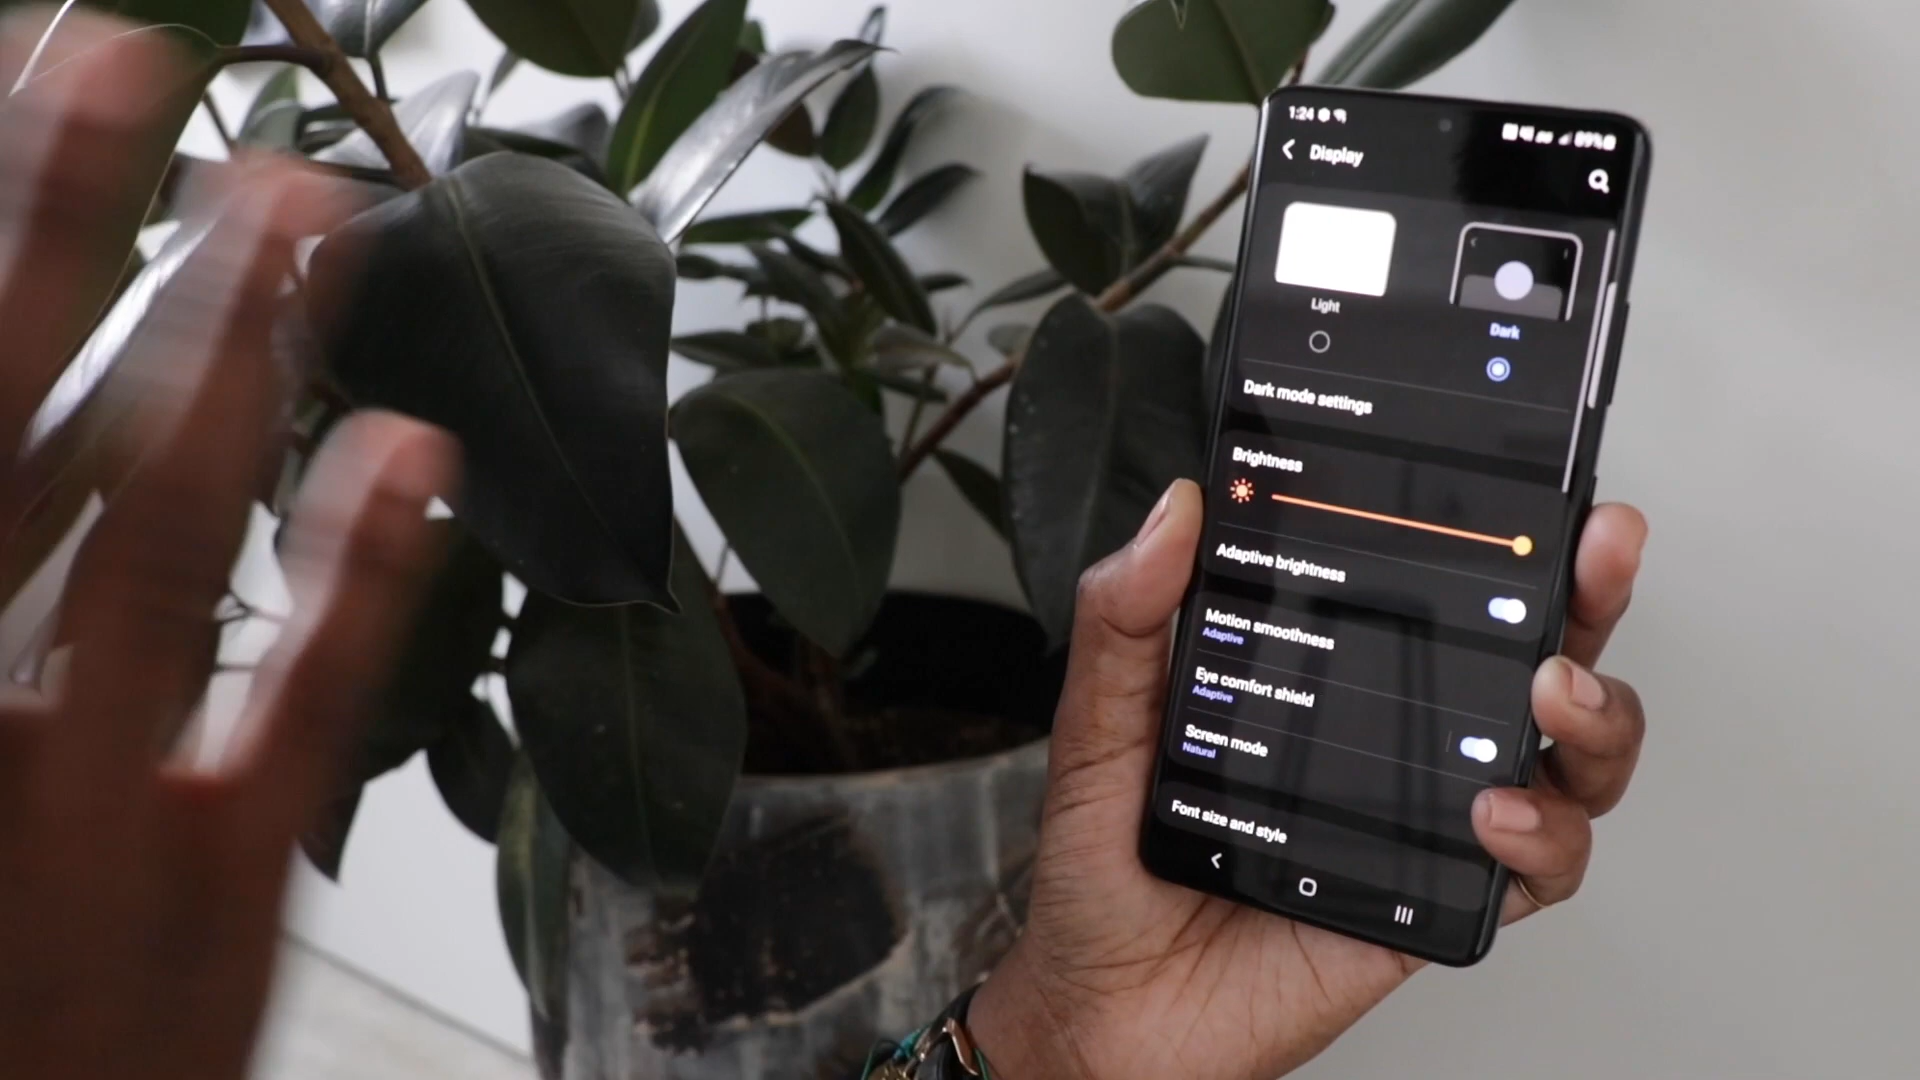 1:24
89%
Display
Light
Dark
Dark mode settings
Brightness
Adaptive brightness
Motion smoothness
Adaptive
Eye comfort shield
Adaptive
Screen mode
Natural
Font size and style